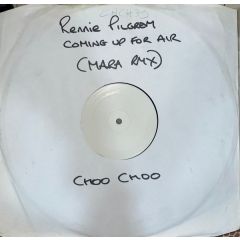 Rennie Pilgrem
COMING UP FOR AIR
(MARA RMX)
CHOO CHOO